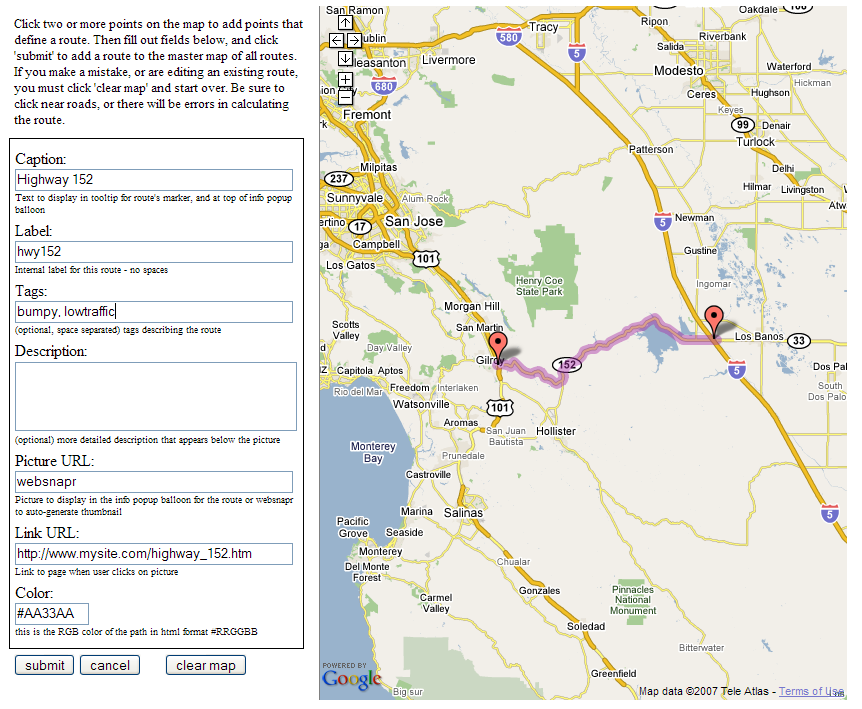 Click two or more points on the map to add points that
define a route. Then fill out fields below, and click
'submit' to add a route to the master map of all routes.
If you make a mistake, or are editing an existing route,
you must click 'clear map' and start over. Be sure to
click near roads, or there will be errors in calculating
the route.
Caption:
Highway 152
Text to display in tooltip for route's marker, and at top of info popup
balloon
Label:
hwy152
Internal label for this route - no spaces
Tags:
bumpy, lowtraffic
(optional, space separated) tags describing the route
Description:
(optional) more detailed description that appears below the picture
Picture URL:
websnapr
Picture to display in the info popup balloon for the route or websnapr
to auto-generate thumbnail
Link URL:
http://www.mysite.com/highway_152.htm
Link to page when user clicks on picture
Color:
#AA33AA
this is the RGB color of the path in html format #RRGGBB
submit cancel clear map
San Ramon
Oakdale
Ripon
Tracy
Riverbank
580
5
Salida
Dublin
Pleasanton
Livermore
Modesto
Waterford
Hickman
680
Ceres
Hughson
Keyes
Fremont
99
Denair
Turlock
Patterson
Milpitas
Delhi
237
Hilmar
Livingston
Sunnyvale
Alum Rock
Atw
17
San Jose
5
Newman
Campbell
101
Gustine
Los Gatos
Henry Coe
State Park
Ingomar
Morgan Hill
San Martin
Scotts
Valley
Los Banos
33
Day Valley
Gilroy
152
5
Dos Pal
Capitola
Aptos
Rio del Mar
Freedom
Interlaken
South
Dos Palo
Watsonville
101
Aromas
San Juan
Bautista
Hollister
Monterey
Bay
Prunedale
Castroville
Marina
Salinas
5
Pacific
Grove
Seaside
Monterey
Del Monte
Forest
Chualar
Carmel
Valley
Gonzales
Pinnacles
National
Monument
Soledad
Bitterwater
Greenfield
POWERED BY
Google
Big sur
Map data ©2007 Tele Atlas - Terms of Use